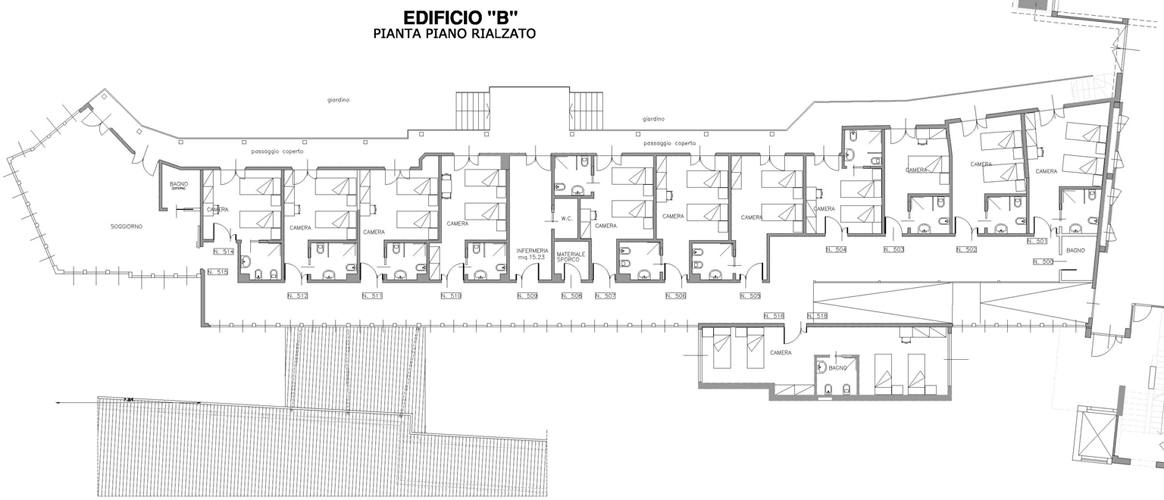 EDIFICIO "B"
PIANTA PIANO RIALZATO
giardino
giardino
passaggio coperto
passaggio coperto
BAGNO
SOGGIORNO
CAMERA
CAMERA
CAMERA
CAMERA
INFERMERIA
mq.15.23
W.C.
MATERIALE
SPORCO
CAMERA
CAMERA
CAMERA
CAMERA
CAMERA
CAMERA
CAMERA
BAGNO
N. 514
N. 515
N. 512
N. 511
N. 510
N. 509
N. 508
N. 507
N. 506
N. 505
N. 504
N. 503
N. 502
N. 501
N. 500
N. 516
N. 518
CAMERA
BAGNO